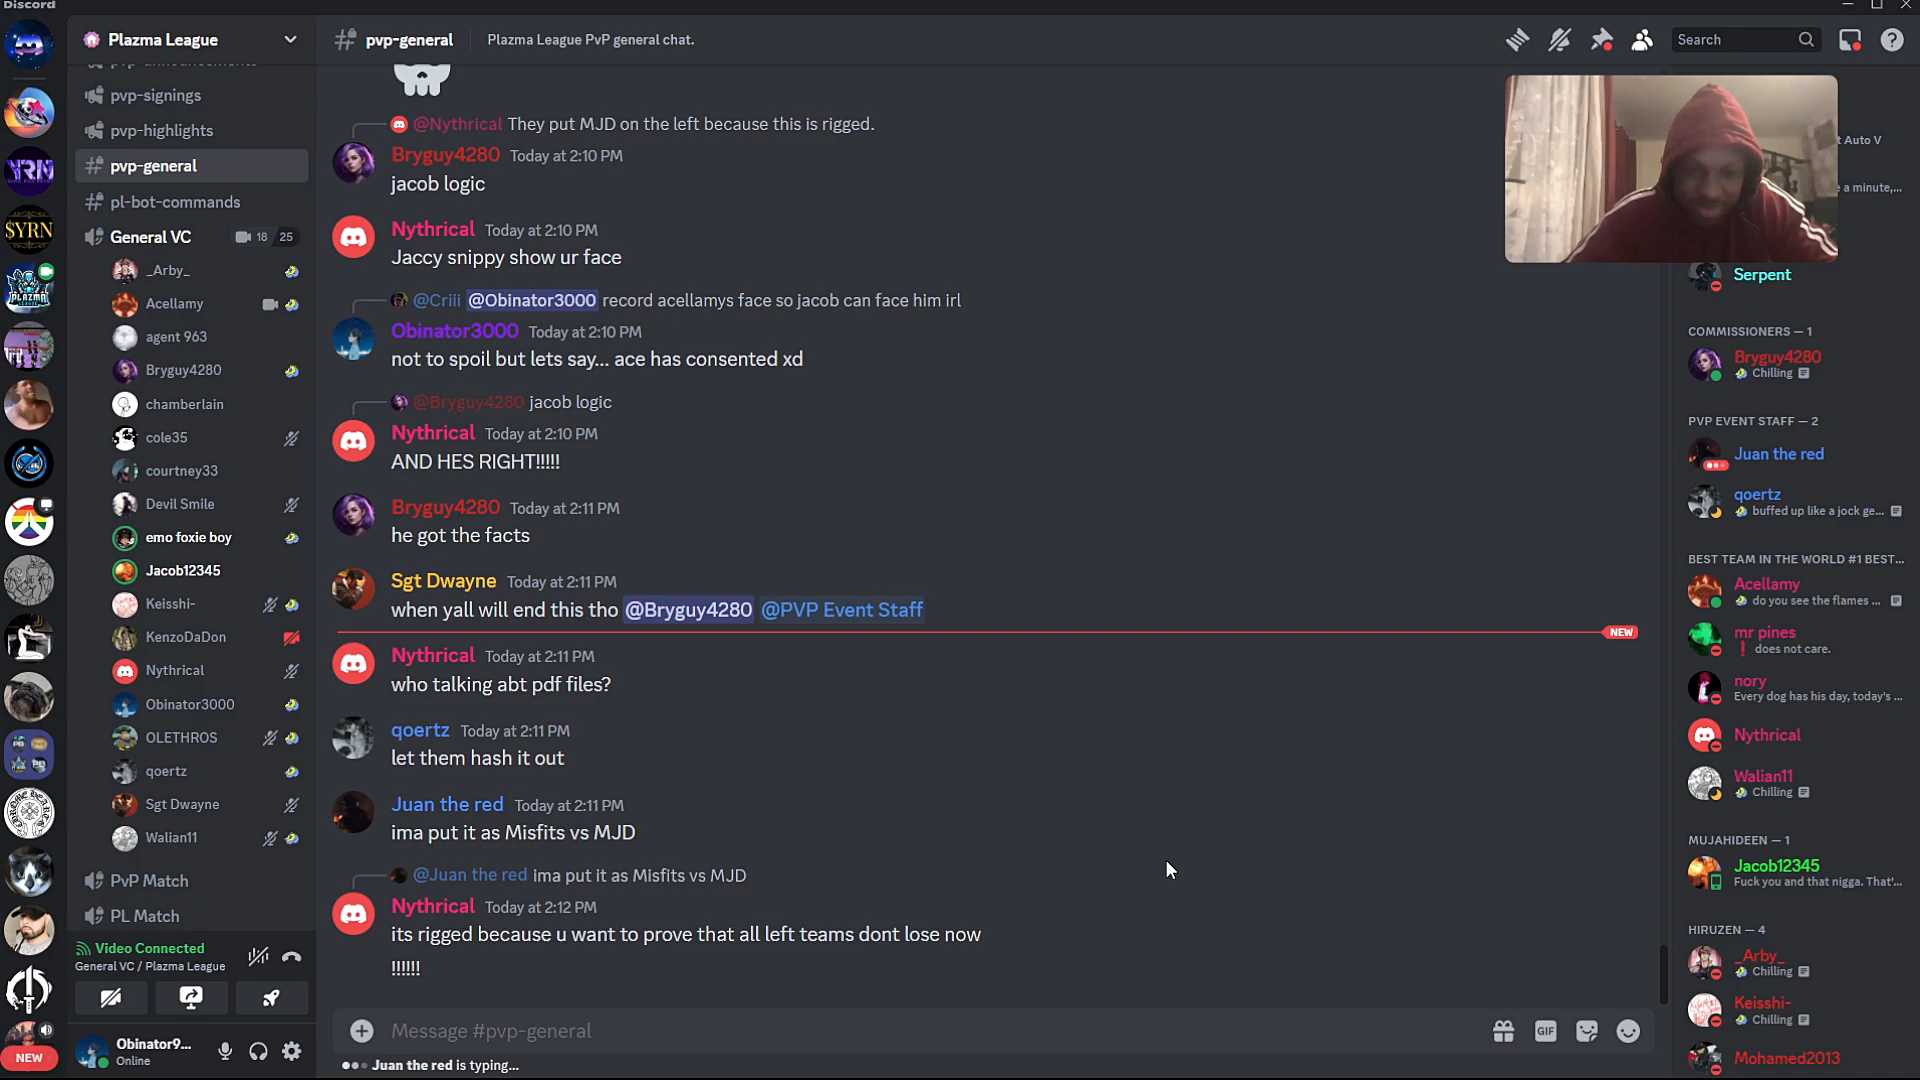 Discord
Plazma League
pvp-general
Plazma League PvP general chat.
Search
pvp-announcements
pvp-signings
pvp-highlights
pvp-general
pl-bot-commands
General VC
18
25
_Arby_
Acellamy
agent 963
Bryguy4280
chamberlain
cole35
courtney33
Devil Smile
emo foxie boy
Jacob12345
Keisshi-
KenzoDaDon
Nythrical
Obinator3000
OLETHROS
qoertz
Sgt Dwayne
Walian11
PvP Match
PL Match
Video Connected
General VC / Plazma League
Obinator9...
Online
YRN
$YRN
PLAZMA
NEW
@Nythrical They put MJD on the left because this is rigged.
Bryguy4280 Today at 2:10 PM
jacob logic
Nythrical Today at 2:10 PM
Jaccy snippy show ur face
@Criii @Obinator3000 record acellamys face so jacob can face him irl
Obinator3000 Today at 2:10 PM
not to spoil but lets say... ace has consented xd
@Bryguy4280 jacob logic
Nythrical Today at 2:10 PM
AND HES RIGHT!!!!!
Bryguy4280 Today at 2:11 PM
he got the facts
Sgt Dwayne Today at 2:11 PM
when yall will end this tho @Bryguy4280 @PVP Event Staff
NEW
Nythrical Today at 2:11 PM
who talking abt pdf files?
qoertz Today at 2:11 PM
let them hash it out
Juan the red Today at 2:11 PM
ima put it as Misfits vs MJD
@Juan the red ima put it as Misfits vs MJD
Nythrical Today at 2:12 PM
its rigged because u want to prove that all left teams dont lose now
!!!!!!
Message #pvp-general
GIF
Juan the red is typing...
t Auto V
e a minute,...
Serpent
COMMISSIONERS — 1
Bryguy4280
Chilling
PVP EVENT STAFF — 2
Juan the red
qoertz
buffed up like a jock ge...
BEST TEAM IN THE WORLD #1 BEST...
Acellamy
do you see the flames ...
mr pines
does not care.
nory
Every dog has his day, today's ...
Nythrical
Walian11
Chilling
MUJAHIDEEN — 1
Jacob12345
Fuck you and that nigga. That'...
HIRUZEN — 4
_Arby_
Chilling
Keisshi-
Chilling
Mohamed2013